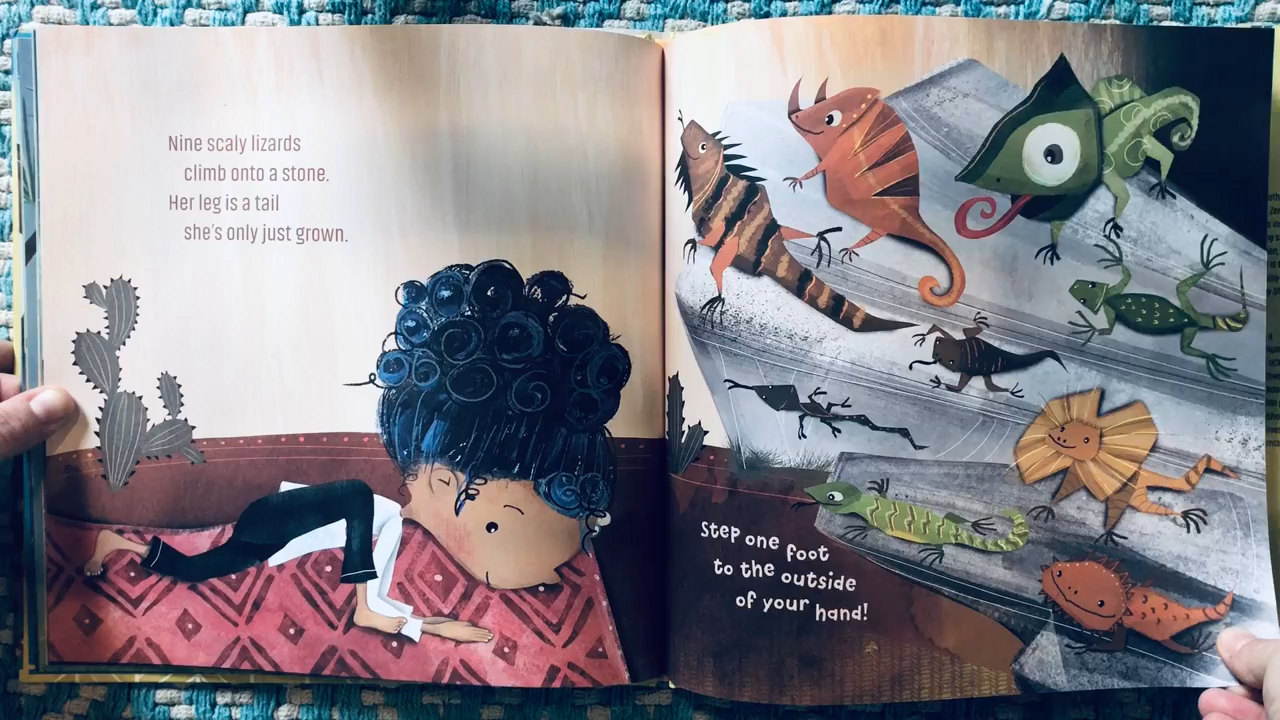 Nine scaly lizards
climb onto a stone.
Her leg is a tail
she's only just grown.
Step one foot
to the outside
of your hand!